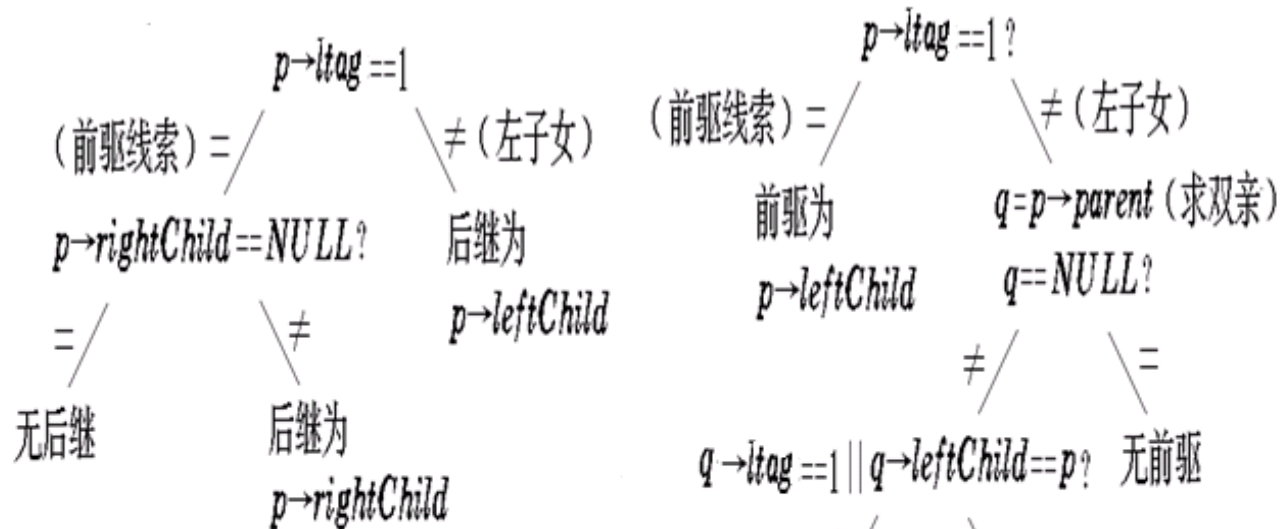 p→ltag==1
(前驱线索) =
≠ (左子女)
p→rightChild==NULL?
后继为
p→leftChild
=
≠
无后继
后继为
p→rightChild
p→ltag==1?
(前驱线索) =
≠ (左子女)
前驱为
p→leftChild
q=p→parent (求双亲)
q==NULL?
≠
=
q→ltag==1||q→leftChild==p?
无前驱